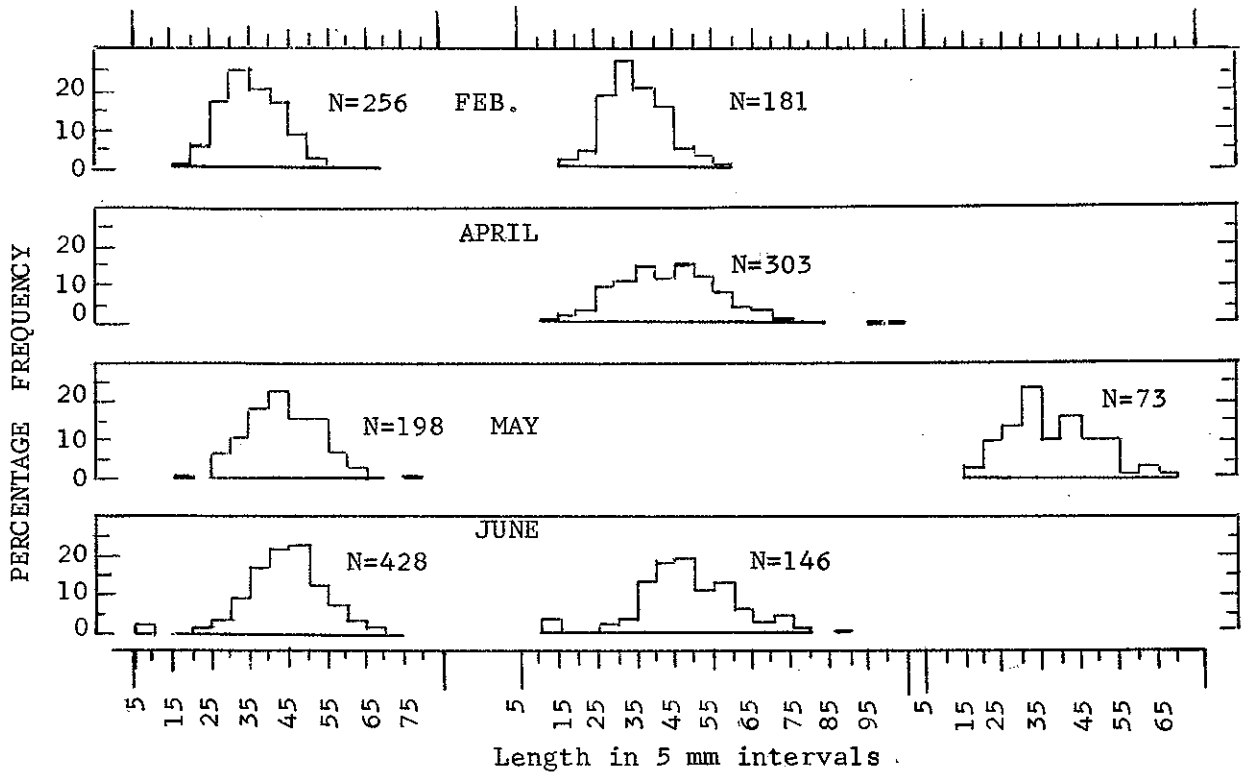 20
10
0
N=256 FEB. N=181
PERCENTAGE FREQUENCY
20
10
0
APRIL
N=303
20
10
0
N=198 MAY N=73
20
10
0
JUNE
N=428 N=146
5 15 25 35 45 55 65 75 5 15 25 35 45 55 65 75 85 95 5 15 25 35 45 55 65
Length in 5 mm intervals